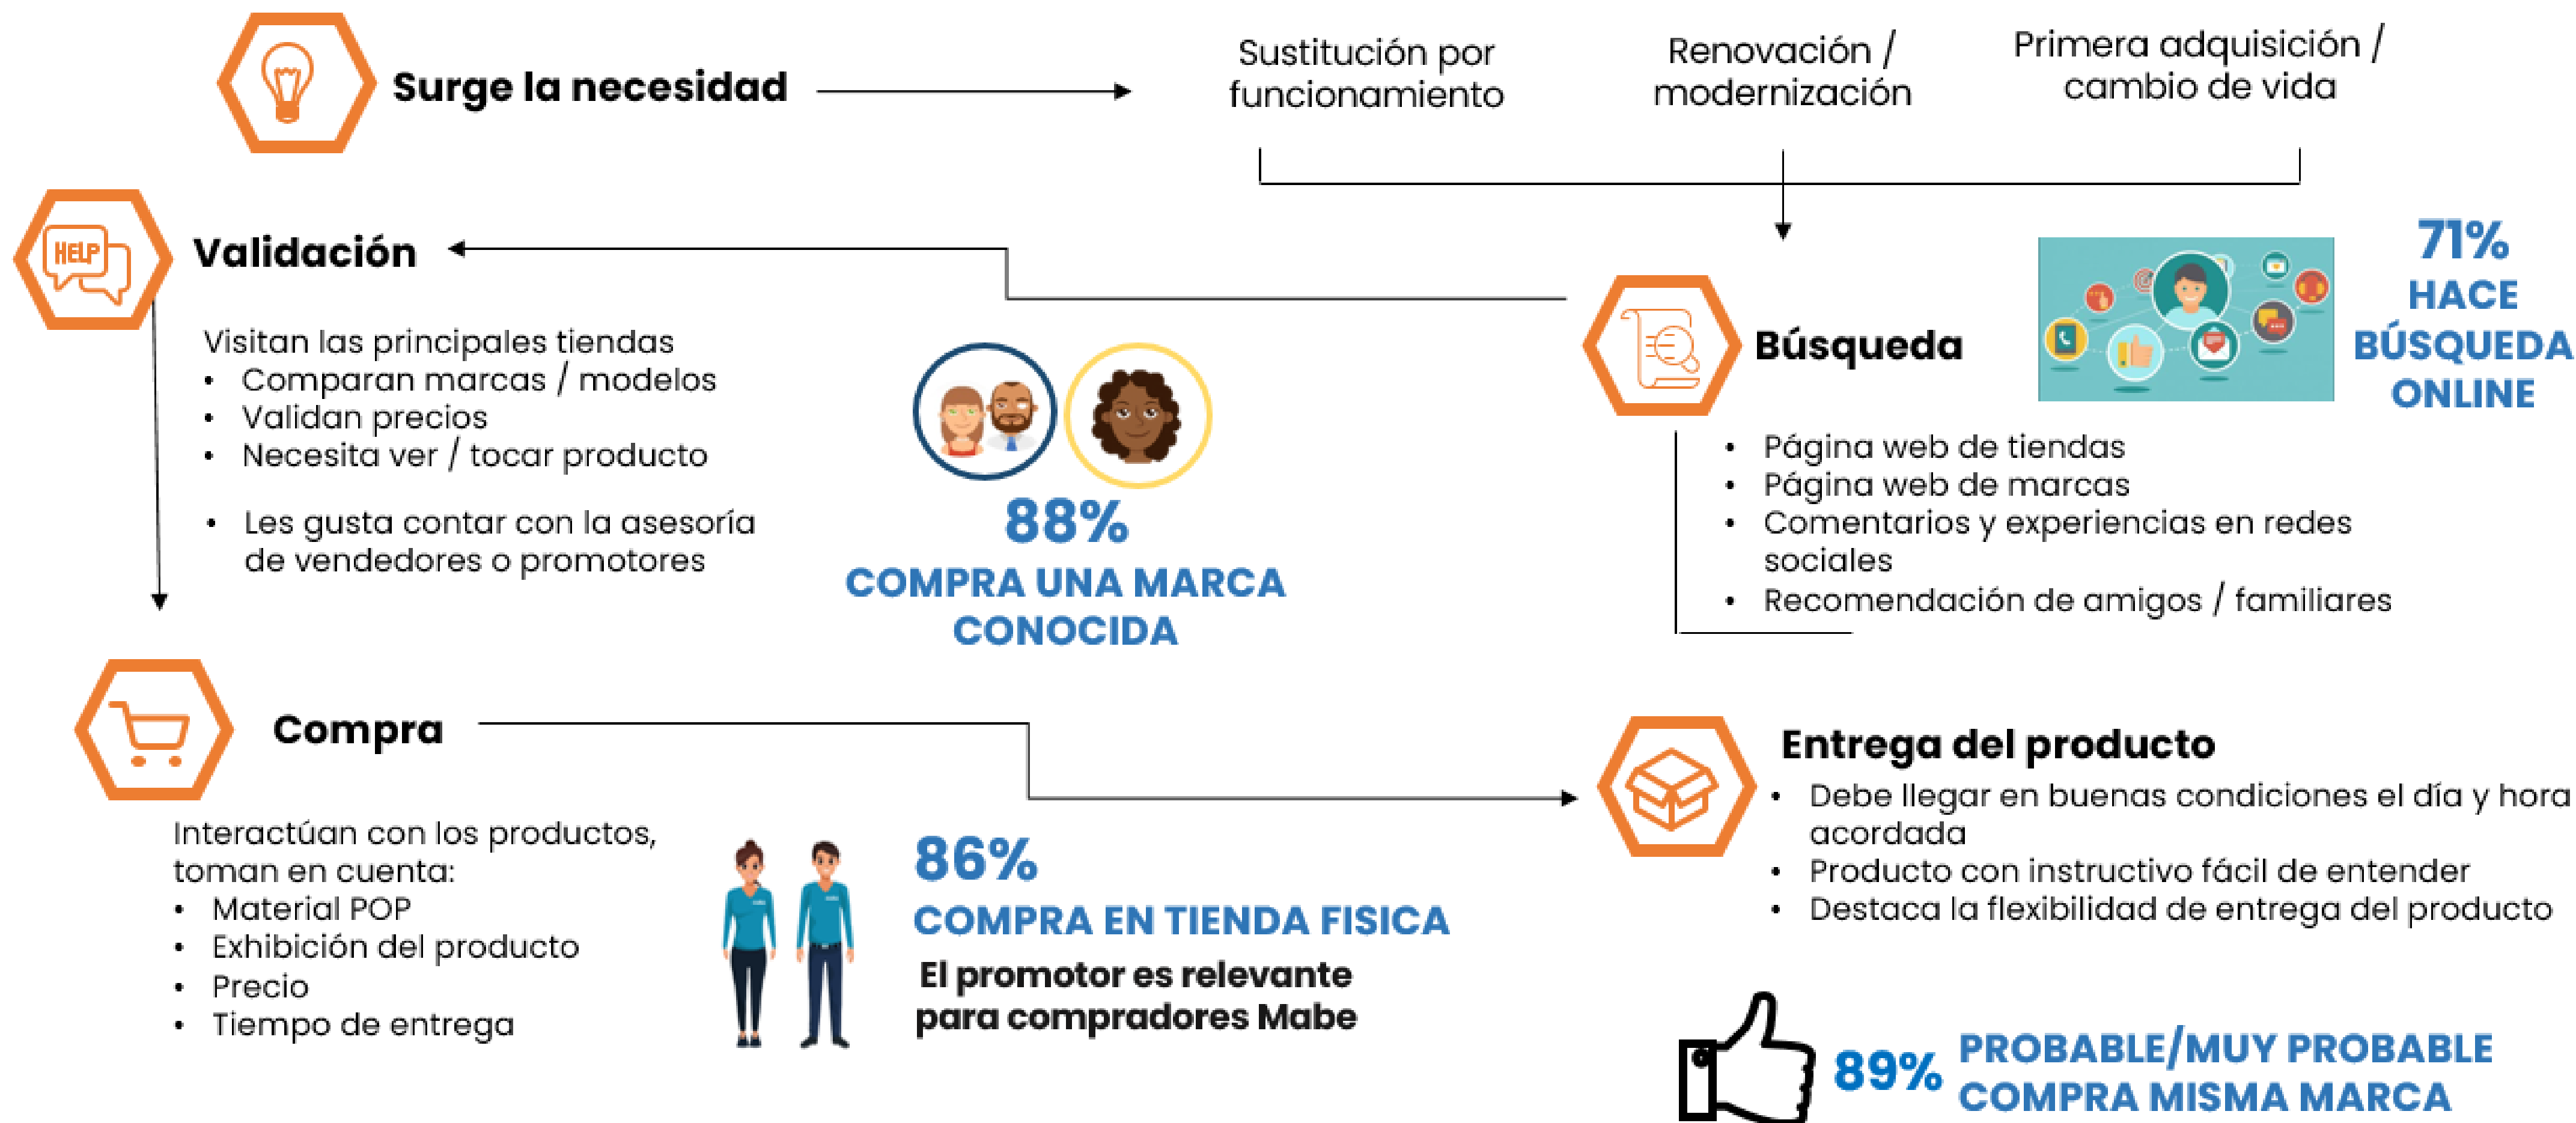 Surge la necesidad
Sustitución por
funcionamiento
Renovación /
modernización
Primera adquisición /
cambio de vida
HELP
Validación
Visitan las principales tiendas
• Comparan marcas / modelos
• Validan precios
• Necesita ver / tocar producto
• Les gusta contar con la asesoría
de vendedores o promotores
88%
COMPRA UNA MARCA
CONOCIDA
Búsqueda
71%
HACE
BÚSQUEDA
ONLINE
• Página web de tiendas
• Página web de marcas
• Comentarios y experiencias en redes
sociales
• Recomendación de amigos / familiares
Compra
Interactúan con los productos,
toman en cuenta:
• Material POP
• Exhibición del producto
• Precio
• Tiempo de entrega
86%
COMPRA EN TIENDA FISICA
El promotor es relevante
para compradores Mabe
Entrega del producto
• Debe llegar en buenas condiciones el día y hora
acordada
• Producto con instructivo fácil de entender
• Destaca la flexibilidad de entrega del producto
89%
PROBABLE/MUY PROBABLE
COMPRA MISMA MARCA